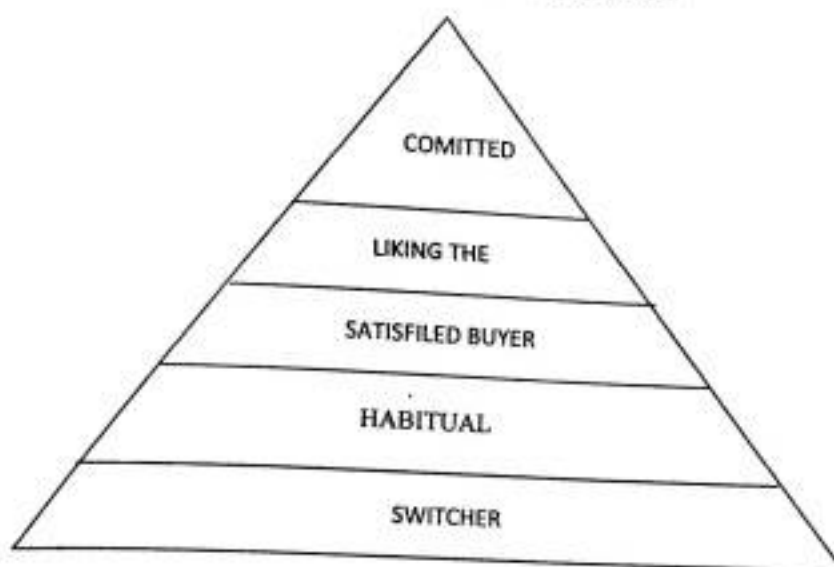 COMITTED
LIKING THE
SATISFILED BUYER
HABITUAL
SWITCHER